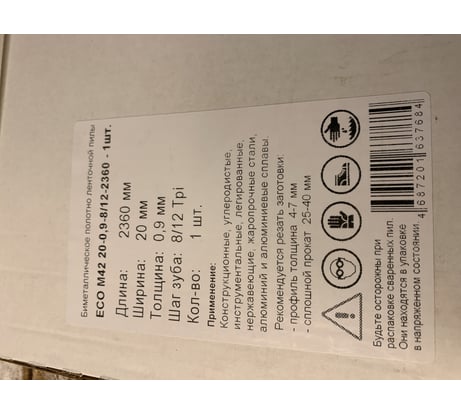 Биметаллическое полотно ленточной пилы
ECO M42 20-0,9-8/12-2360 - 1шт.
Длина: 2360 мм
Ширина: 20 мм
Толщина: 0,9 мм
Шаг зуба: 8/12 Tpi
Кол-во: 1 шт.
Применение:
Конструкционные, углеродистые,
инструментальные, легированные,
нержавеющие, жаропрочные стали,
алюминий и алюминиевые сплавы.
Рекомендуется резать заготовки:
- профиль толщина 4-7 мм
- сплошной прокат 25-40 мм
4687201637684
Будьте осторожны при
распаковке сваренных пил.
Они находятся в упаковке
в напряженном состоянии.